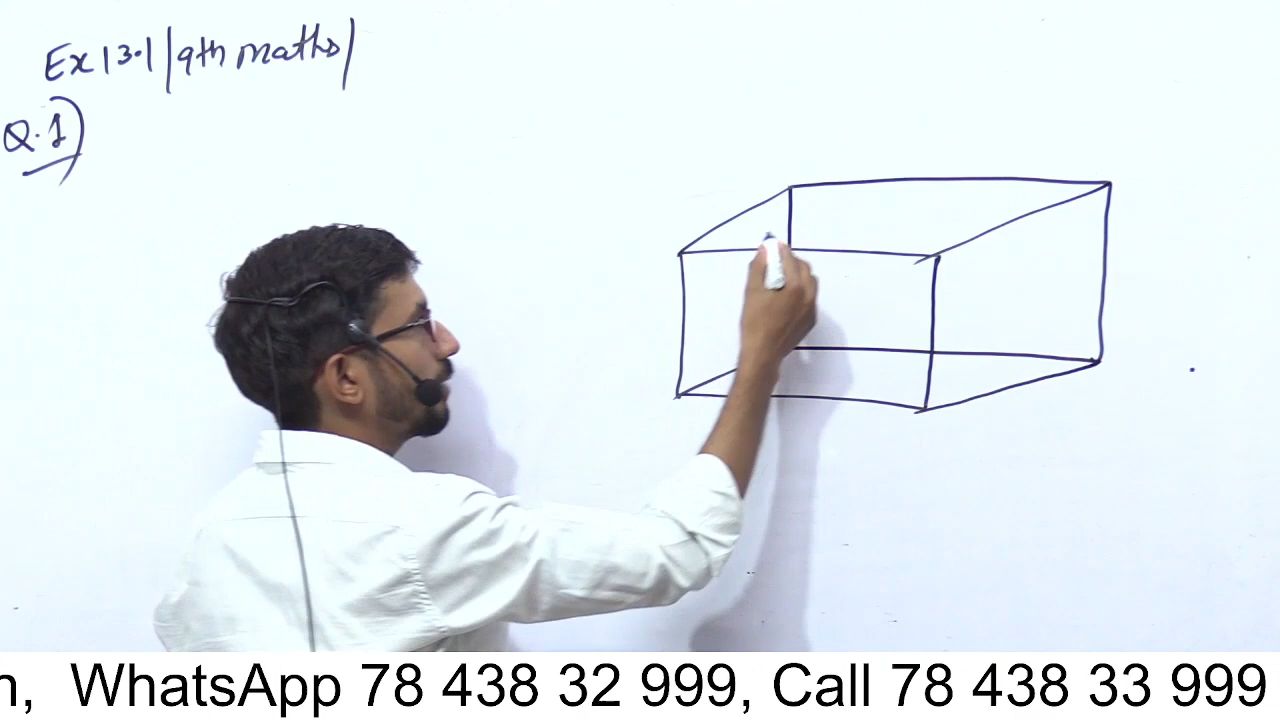 Ex 13.1 | 9th maths |
Q.1)
n, WhatsApp 78 438 32 999, Call 78 438 33 999